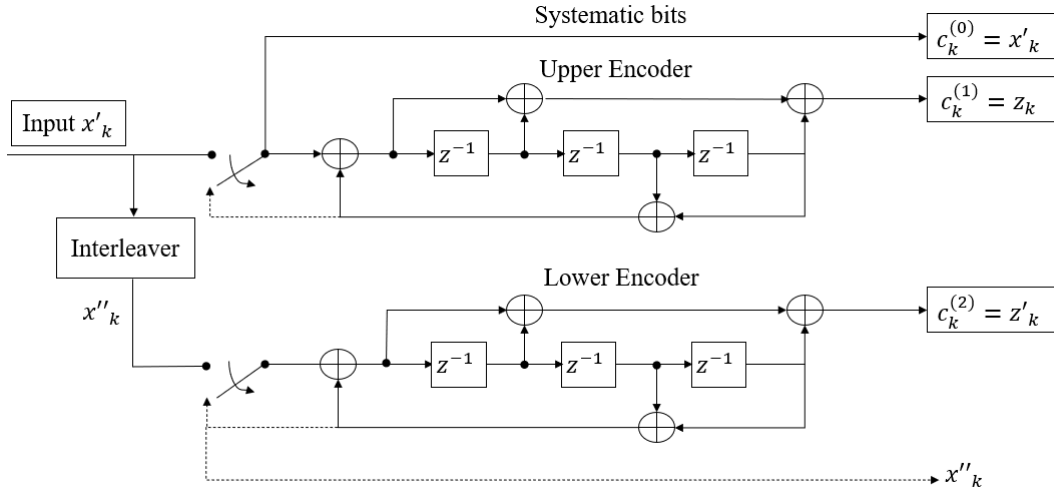 Systematic bits
c_k^{(0)} = x'_k
Upper Encoder
c_k^{(1)} = z_k
Input x'_k
z^{-1} z^{-1} z^{-1}
Interleaver
Lower Encoder
x''_k
c_k^{(2)} = z'_k
z^{-1} z^{-1} z^{-1}
x''_k